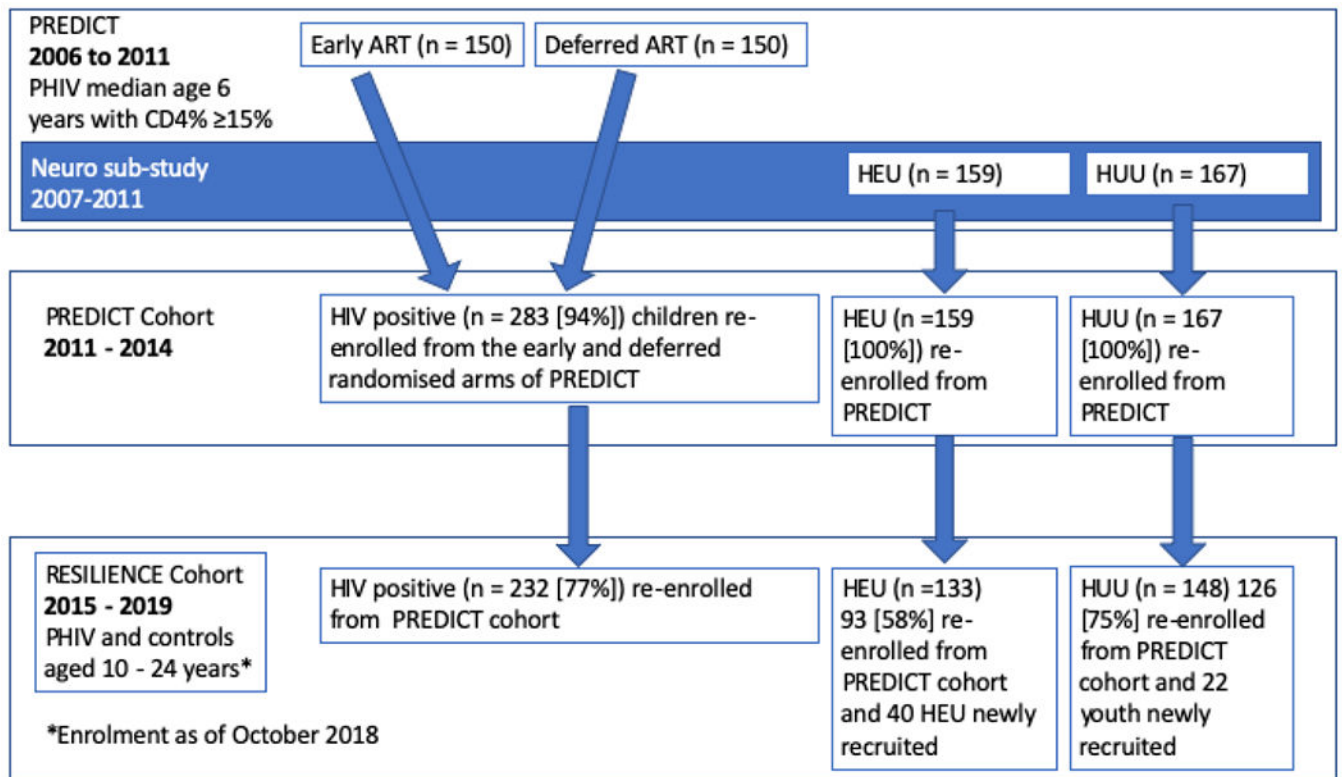 PREDICT
2006 to 2011
PHIV median age 6
years with CD4% ≥15%
Early ART (n = 150)
Deferred ART (n = 150)
Neuro sub-study
2007-2011
HEU (n = 159)
HUU (n = 167)
PREDICT Cohort
2011 - 2014
HIV positive (n = 283 [94%]) children re-
enrolled from the early and deferred
randomised arms of PREDICT
HEU (n =159
[100%]) re-
enrolled from
PREDICT
HUU (n = 167
[100%]) re-
enrolled from
PREDICT
RESILIENCE Cohort
2015 - 2019
PHIV and controls
aged 10 - 24 years*
*Enrolment as of October 2018
HIV positive (n = 232 [77%]) re-enrolled
from PREDICT cohort
HEU (n =133)
93 [58%] re-
enrolled from
PREDICT cohort
and 40 HEU newly
recruited
HUU (n = 148) 126
[75%] re-enrolled
from PREDICT
cohort and 22
youth newly
recruited